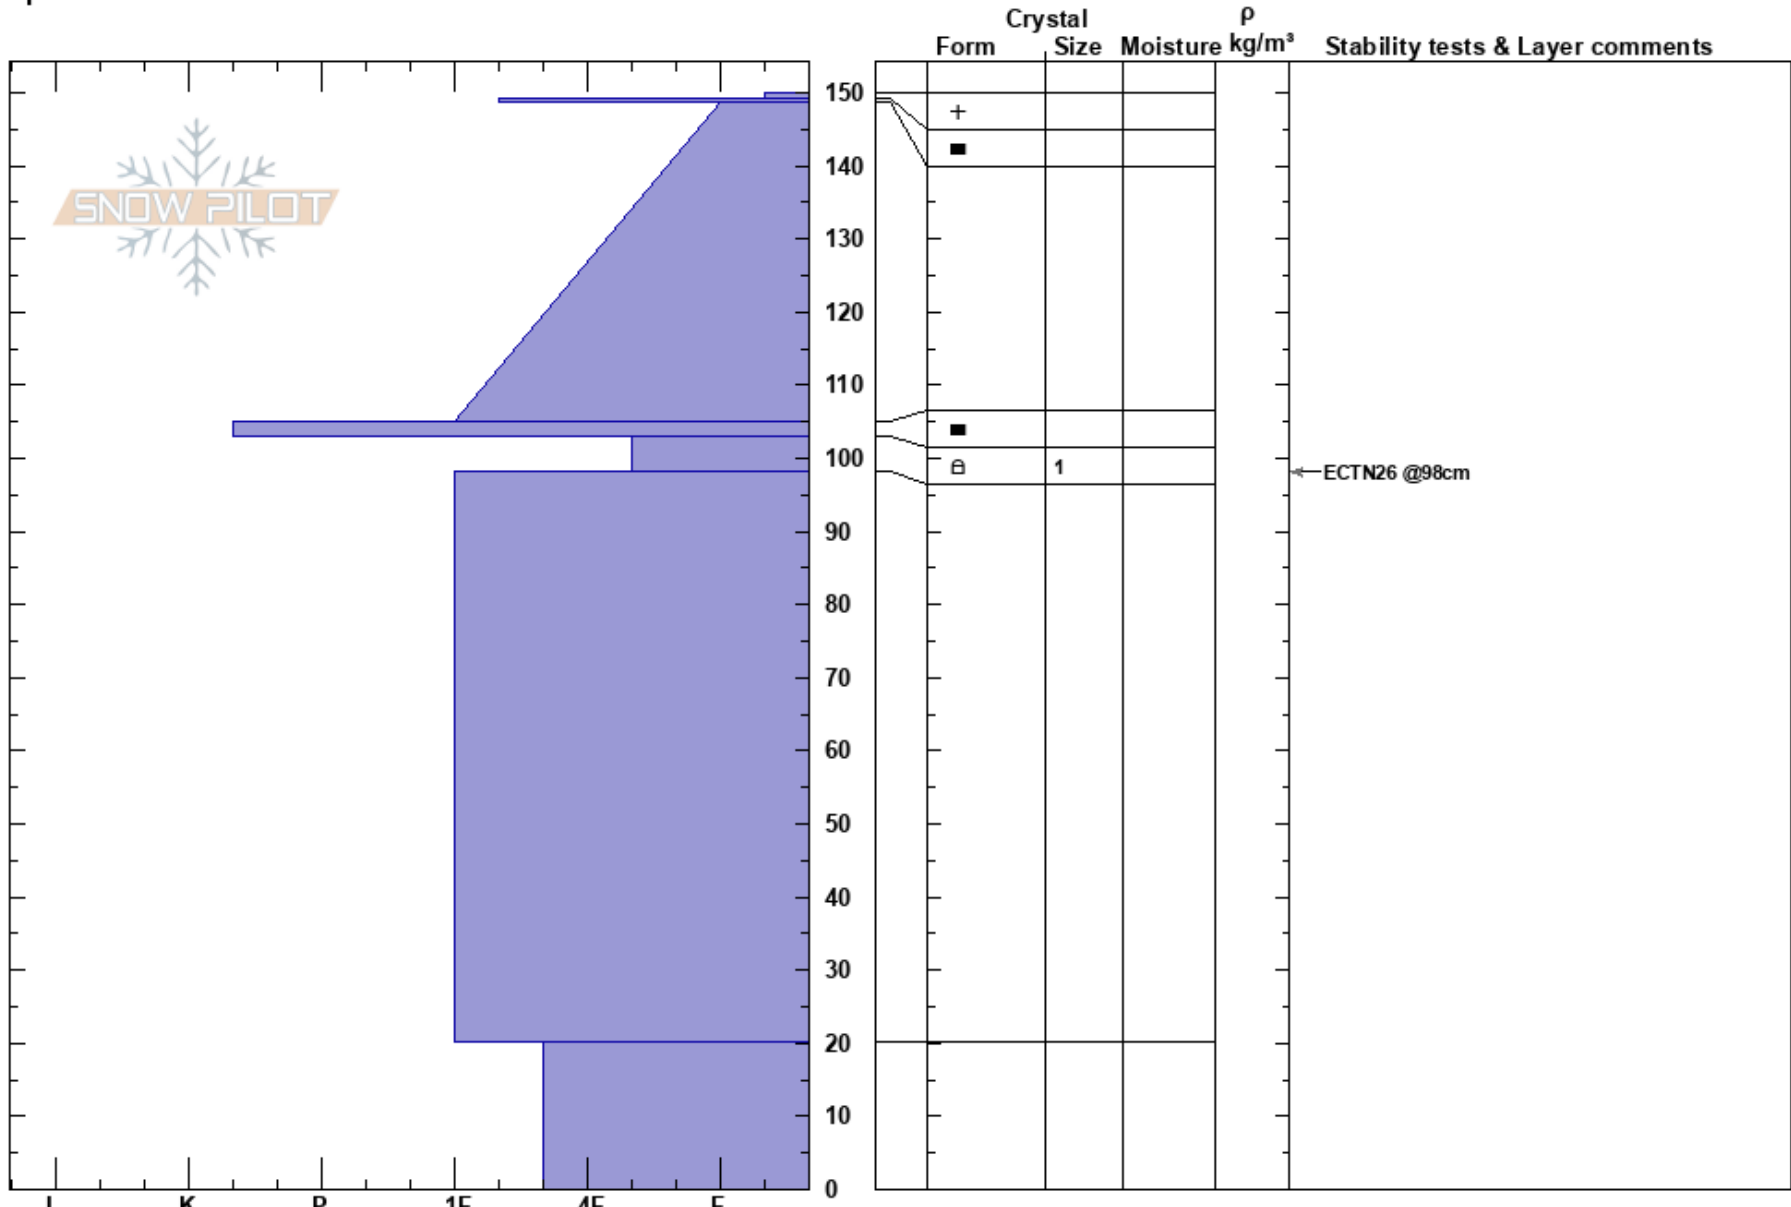 Crystal
ρ
Form Size Moisture kg/m³ Stability tests & Layer comments
SNOW PILOT
150
140
130
120
110
100
1
ECTN26 @98cm
90
80
70
60
50
40
30
20
10
0
I K P 1F 4F F